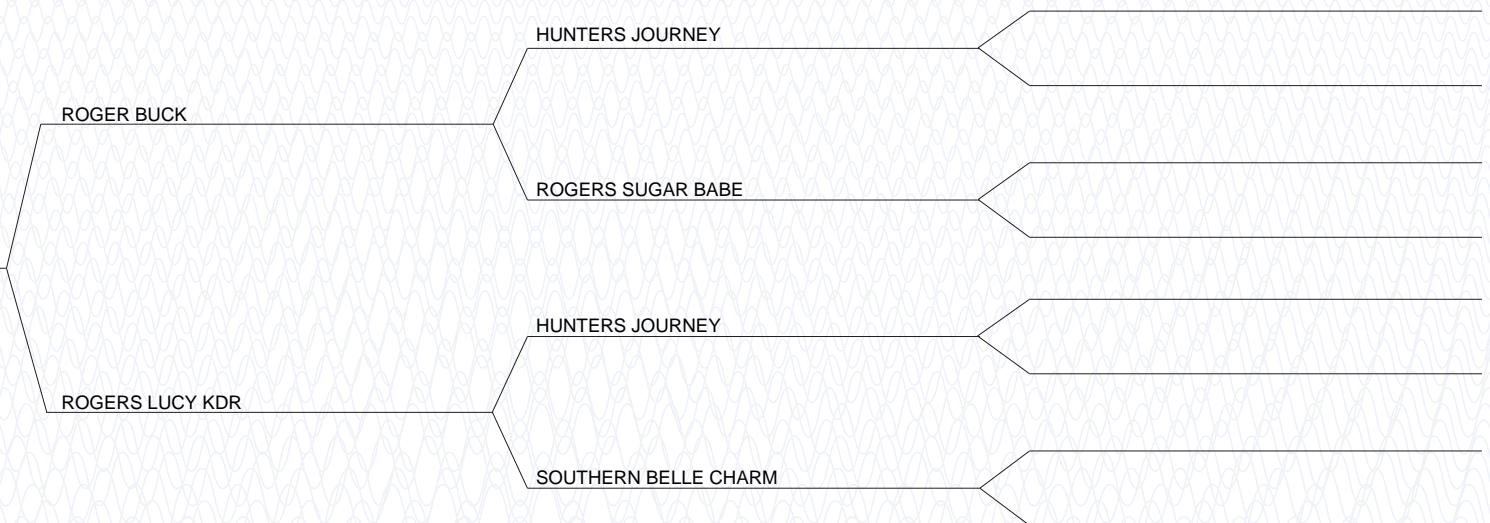 HUNTERS JOURNEY
ROGER BUCK
ROGERS SUGAR BABE
HUNTERS JOURNEY
ROGERS LUCY KDR
SOUTHERN BELLE CHARM